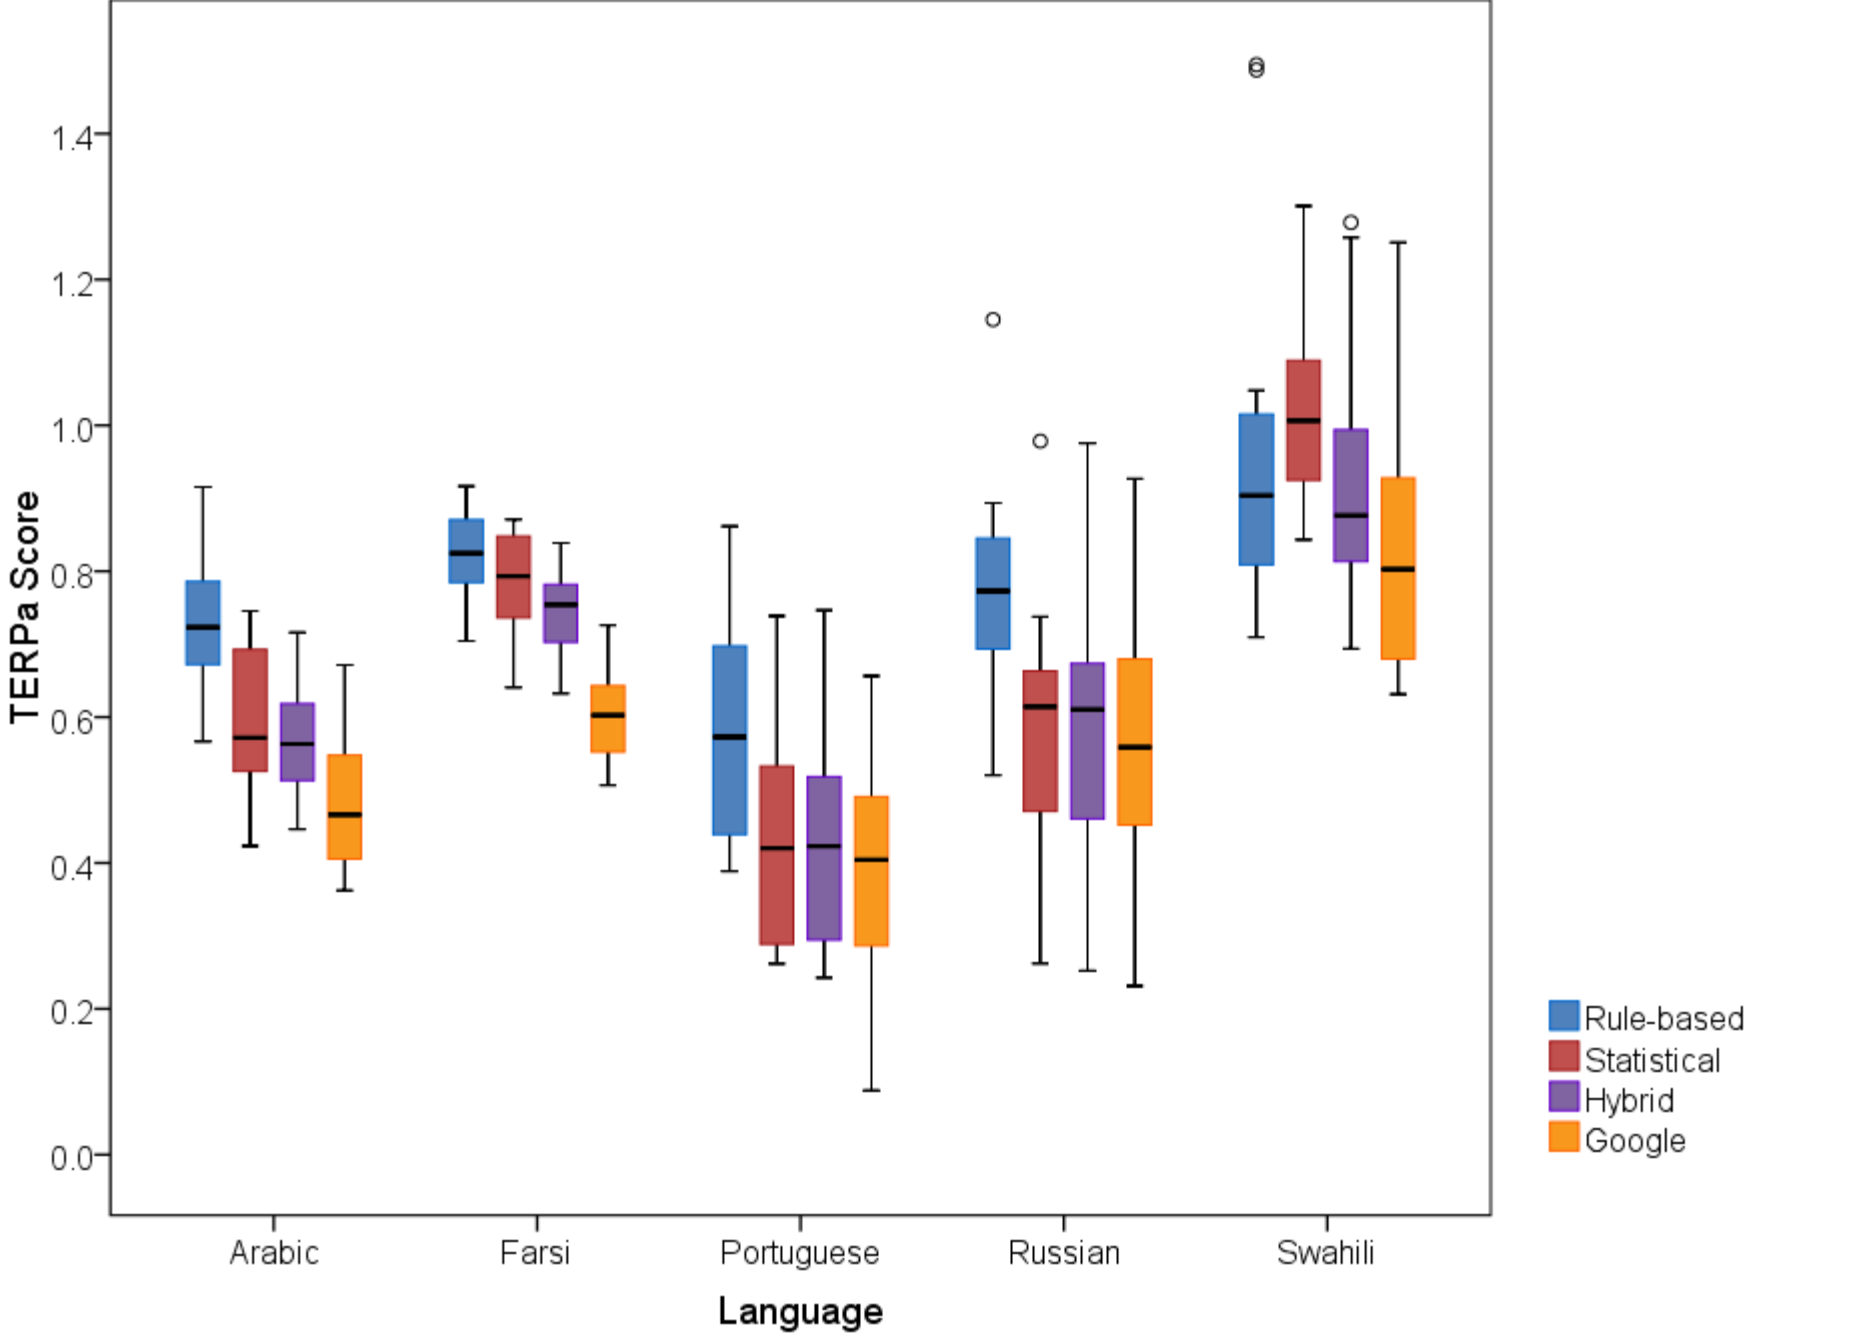 1.4
1.2
1.0
0.8
0.6
0.4
0.2
0.0
TERPa Score
Arabic
Farsi
Portuguese
Russian
Swahili
Language
Rule-based
Statistical
Hybrid
Google